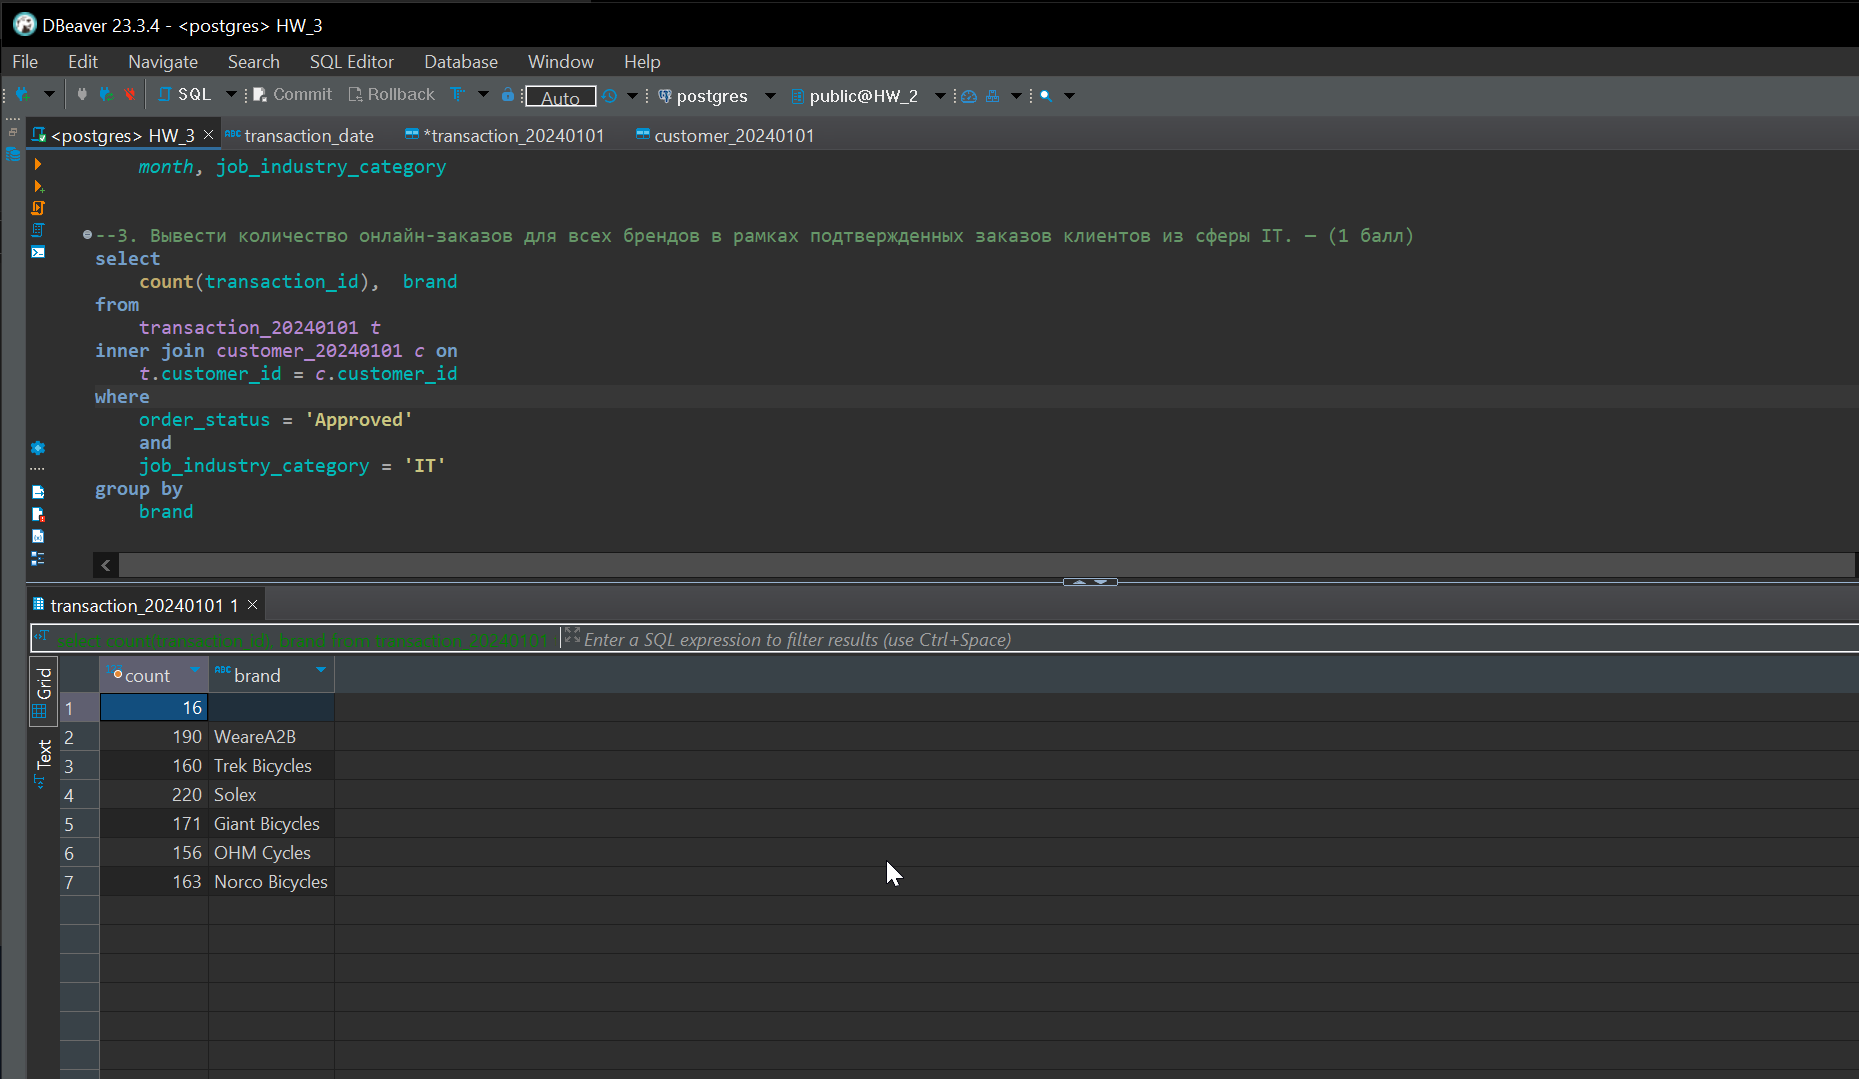 DBeaver 23.3.4 - <postgres> HW_3
File Edit Navigate Search SQL Editor Database Window Help
SQL Commit Rollback Auto postgres public@HW_2
<postgres> HW_3 transaction_date *transaction_20240101 customer_20240101
month, job_industry_category
--3. Вывести количество онлайн-заказов для всех брендов в рамках подтвержденных заказов клиентов из сферы IT. — (1 балл)
select
count(transaction_id), brand
from
transaction_20240101 t
inner join customer_20240101 c on
t.customer_id = c.customer_id
where
order_status = 'Approved'
and
job_industry_category = 'IT'
group by
brand
transaction_20240101 1
select count(transaction_id), brand from transaction_20240101 Enter a SQL expression to filter results (use Ctrl+Space)
Grid
Text
count brand
1 16
2 190 WeareA2B
3 160 Trek Bicycles
4 220 Solex
5 171 Giant Bicycles
6 156 OHM Cycles
7 163 Norco Bicycles